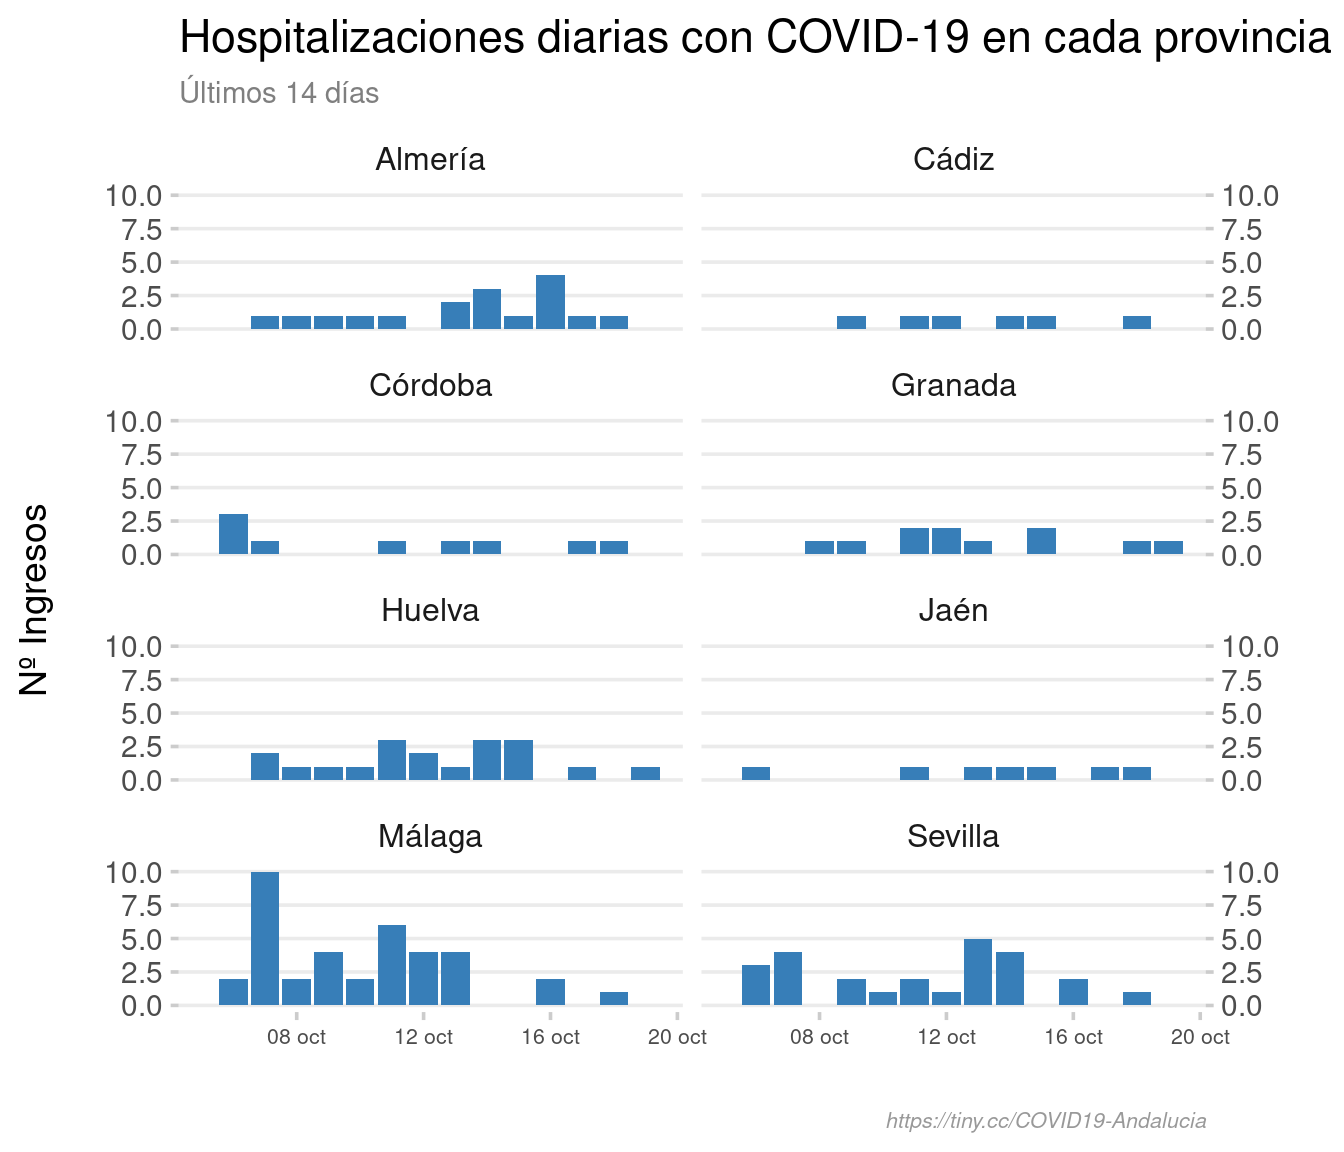 Hospitalizaciones diarias con COVID-19 en cada provincia
Últimos 14 días
Almería
Cádiz
10.0
7.5
5.0
2.5
0.0
10.0
7.5
5.0
2.5
0.0
Córdoba
Granada
10.0
7.5
5.0
2.5
0.0
10.0
7.5
5.0
2.5
0.0
Nº Ingresos
Huelva
Jaén
10.0
7.5
5.0
2.5
0.0
10.0
7.5
5.0
2.5
0.0
Málaga
Sevilla
10.0
7.5
5.0
2.5
0.0
10.0
7.5
5.0
2.5
0.0
08 oct 12 oct 16 oct 20 oct
08 oct 12 oct 16 oct 20 oct
https://tiny.cc/COVID19-Andalucia